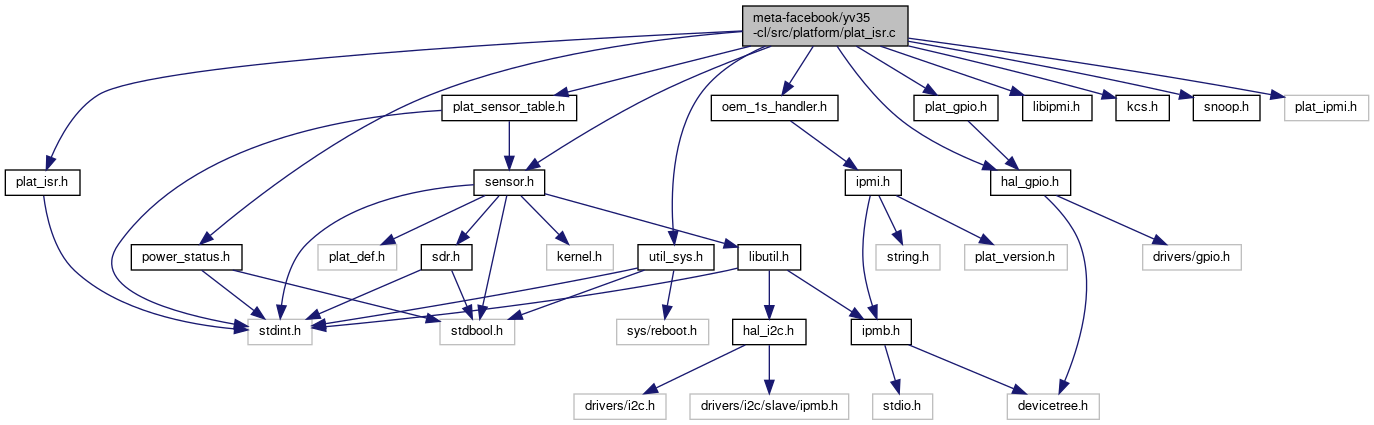 meta-facebook/yv35
-cl/src/platform/plat_isr.c
plat_sensor_table.h
oem_1s_handler.h
plat_gpio.h
libipmi.h
kcs.h
snoop.h
plat_ipmi.h
plat_isr.h
sensor.h
ipmi.h
hal_gpio.h
power_status.h
plat_def.h
sdr.h
kernel.h
util_sys.h
libutil.h
string.h
plat_version.h
drivers/gpio.h
stdint.h
stdbool.h
sys/reboot.h
hal_i2c.h
ipmb.h
drivers/i2c.h
drivers/i2c/slave/ipmb.h
stdio.h
devicetree.h